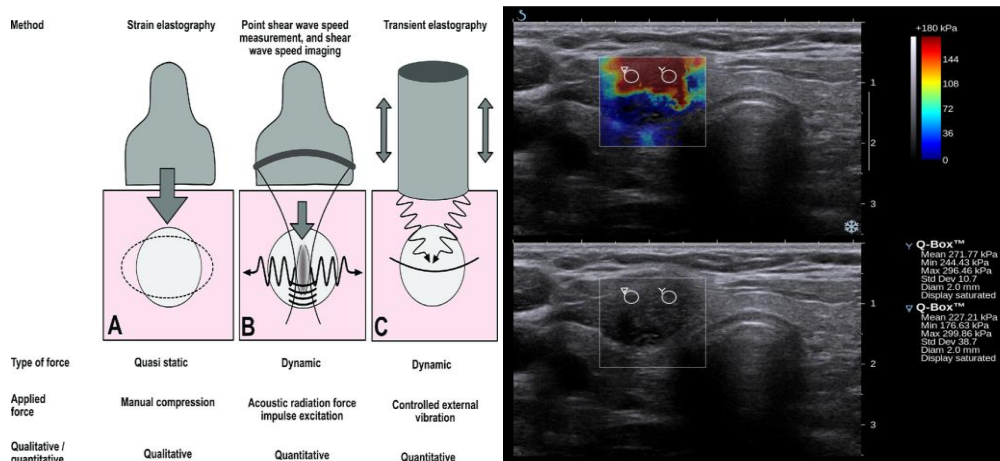 Method
Strain elastography
Point shear wave speed
measurement, and shear
wave speed imaging
Transient elastography
A
B
C
Type of force
Quasi static
Dynamic
Dynamic
Applied
force
Manual compression
Acoustic radiation force
impulse excitation
Controlled external
vibration
Qualitative /
quantitative
Qualitative
Quantitative
Quantitative
S
+180 kPa
144
108
72
36
0
1
2
3
1
2
3
Q-Box™
Mean 271.77 kPa
Min 244.43 kPa
Max 296.46 kPa
Std Dev 10.7
Diam 2.0 mm
Display saturated
Q-Box™
Mean 227.21 kPa
Min 176.63 kPa
Max 299.86 kPa
Std Dev 38.7
Diam 2.0 mm
Display saturated